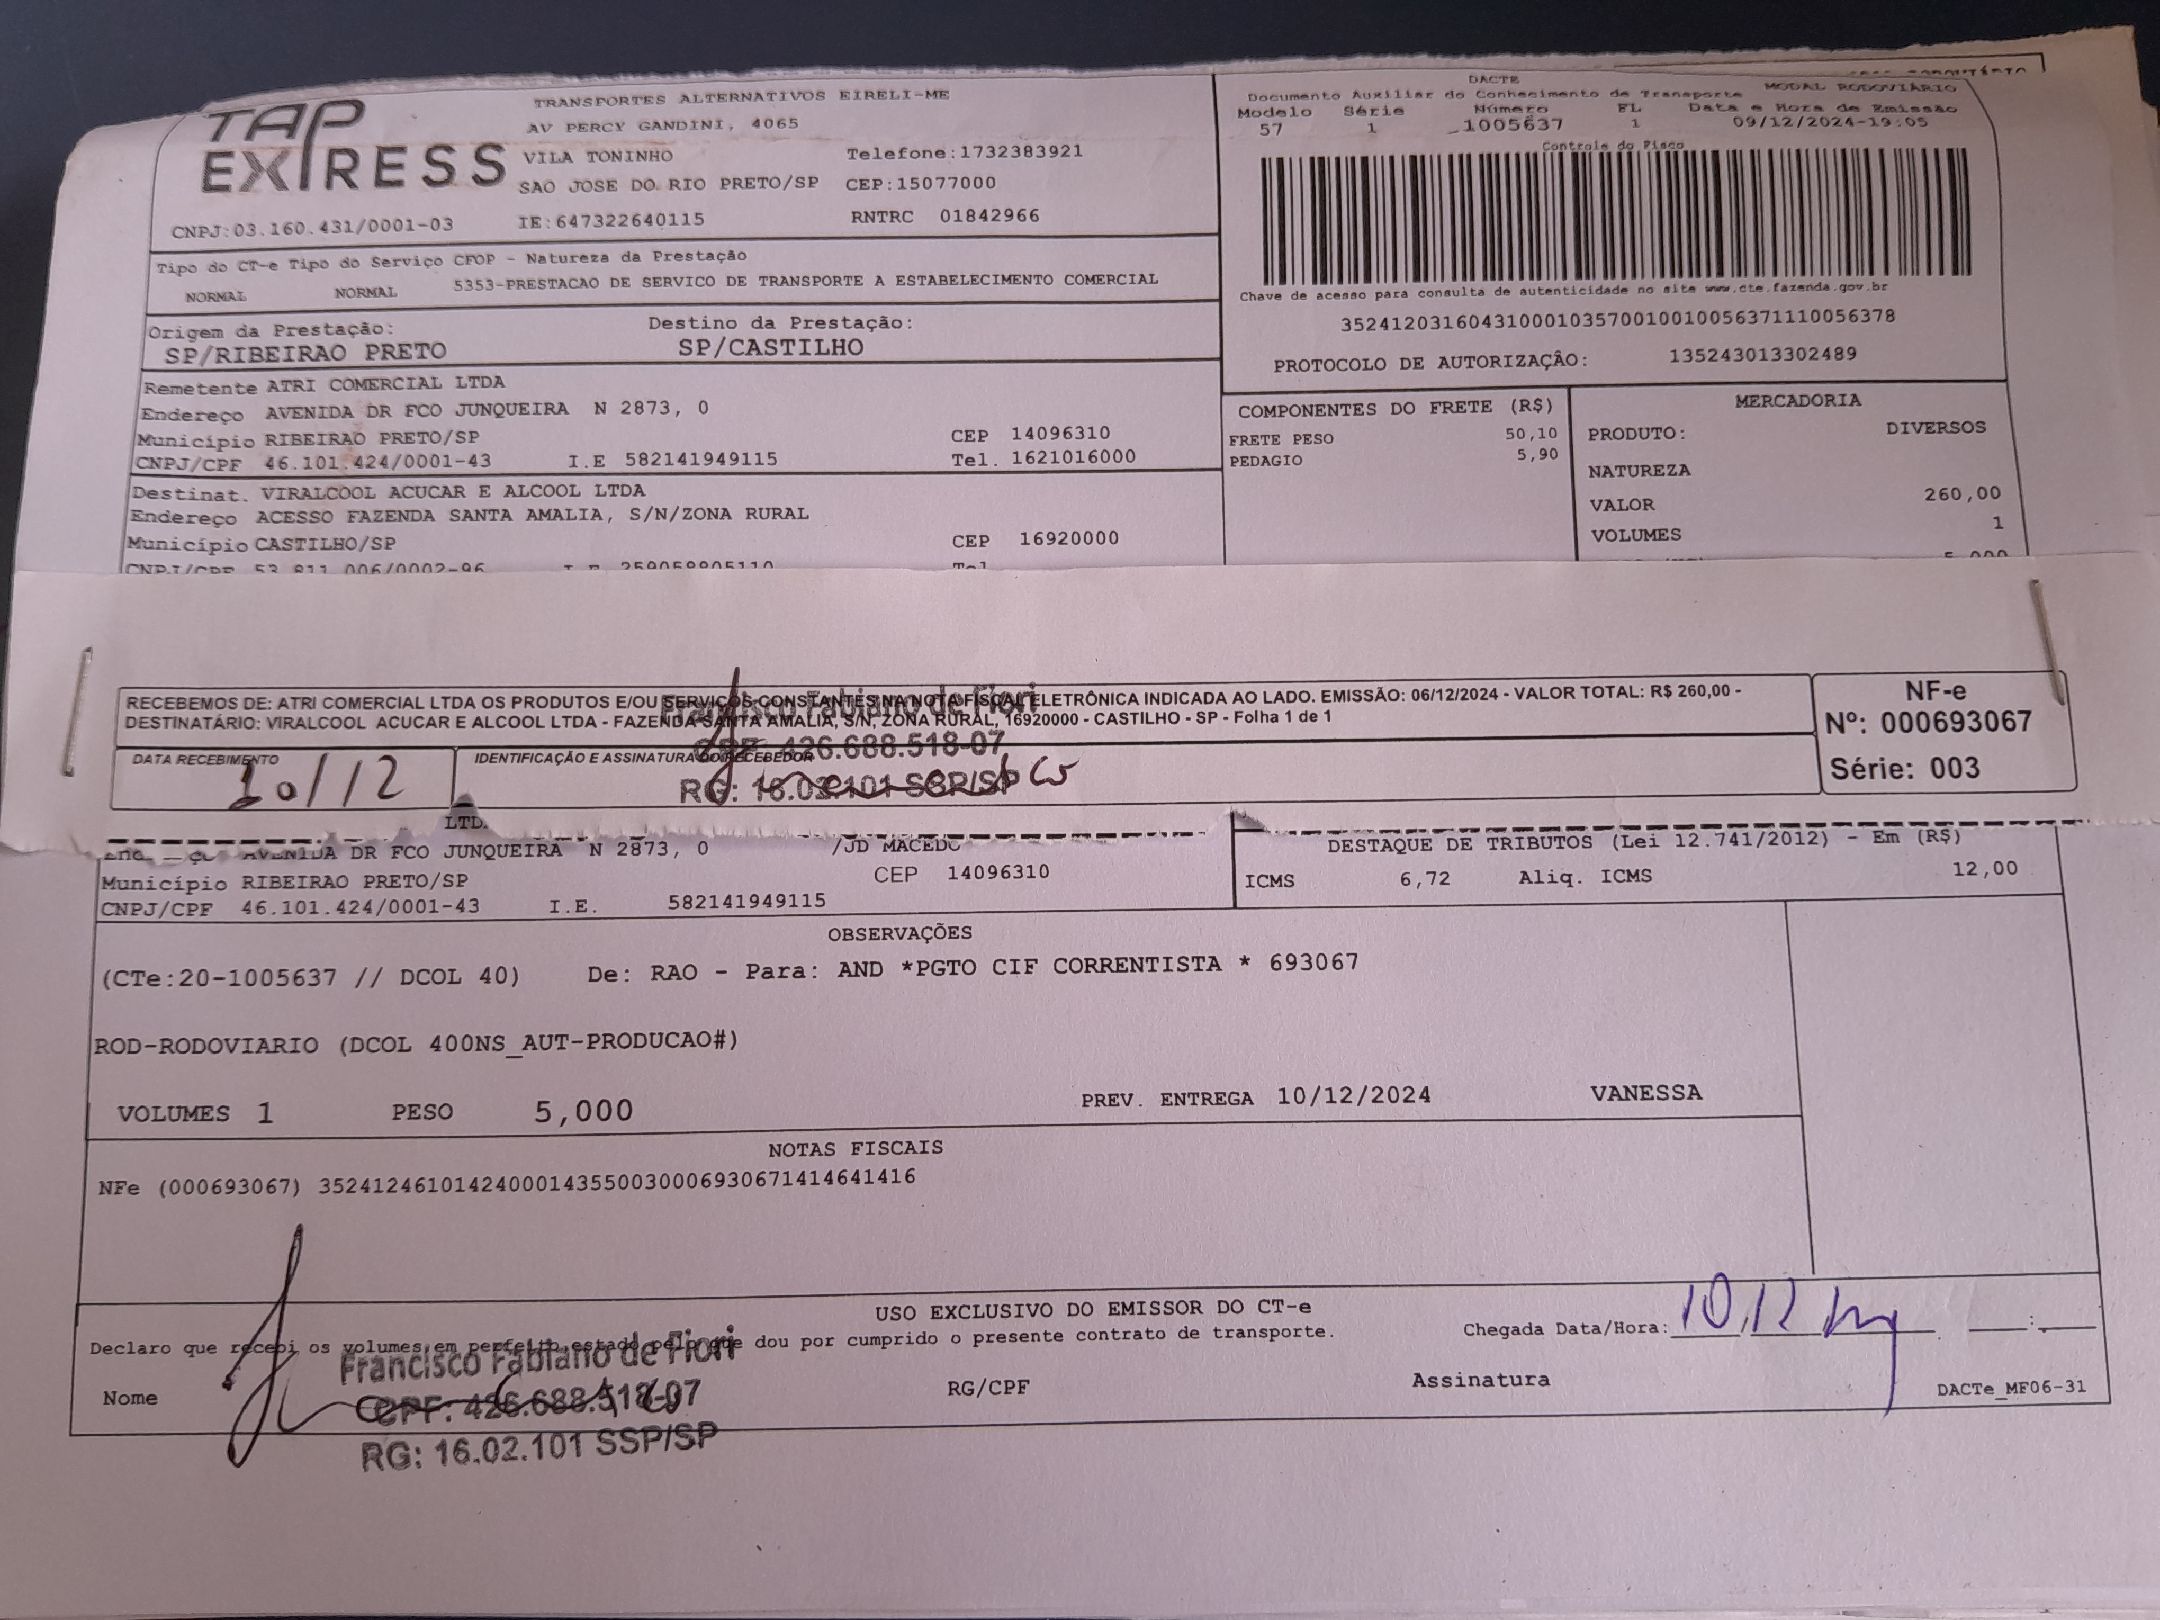 TAP EXPRESS
TRANSPORTES ALTERNATIVOS EIRELI-ME
AV PERCY GANDINI, 4065
VILA TONINHO Telefone:1732383921
SAO JOSE DO RIO PRETO/SP CEP:15077000
CNPJ:03.160.431/0001-03 IE:647322640115 RNTRC 01842966
DACTE
MODAL RODOVIÁRIO
Documento Auxiliar do Conhecimento de Transporte
Modelo Série Número FL Data e Hora de Emissão
57 1 1005637 1 09/12/2024-19:05
Controle do Fisco
Chave de acesso para consulta de autenticidade no site www.cte.fazenda.gov.br
35241203160431000103570010010056371110056378
PROTOCOLO DE AUTORIZAÇÃO: 135243013302489
Tipo do CT-e Tipo do Serviço CFOP - Natureza da Prestação
NORMAL NORMAL 5353-PRESTACAO DE SERVICO DE TRANSPORTE A ESTABELECIMENTO COMERCIAL
Origem da Prestação: Destino da Prestação:
SP/RIBEIRAO PRETO SP/CASTILHO
Remetente ATRI COMERCIAL LTDA
Endereço AVENIDA DR FCO JUNQUEIRA N 2873, 0
Município RIBEIRAO PRETO/SP CEP 14096310
CNPJ/CPF 46.101.424/0001-43 I.E 582141949115 Tel. 1621016000
Destinat. VIRALCOOL ACUCAR E ALCOOL LTDA
Endereço ACESSO FAZENDA SANTA AMALIA, S/N/ZONA RURAL
Município CASTILHO/SP CEP 16920000
CNPJ/CPF 53.811.006/0002-96 I.E 259058805110 Tel
COMPONENTES DO FRETE (R$)
FRETE PESO 50,10
PEDAGIO 5,90
MERCADORIA
PRODUTO: DIVERSOS
NATUREZA
VALOR 260,00
VOLUMES 1
5,000
RECEBEMOS DE: ATRI COMERCIAL LTDA OS PRODUTOS E/OU SERVIÇOS CONSTANTES NA NOTA FISCAL ELETRÔNICA INDICADA AO LADO. EMISSÃO: 06/12/2024 - VALOR TOTAL: R$ 260,00 -
DESTINATÁRIO: VIRALCOOL ACUCAR E ALCOOL LTDA - FAZENDA SANTA AMALIA, S/N, ZONA RURAL, 16920000 - CASTILHO - SP - Folha 1 de 1
DATA RECEBIMENTO IDENTIFICAÇÃO E ASSINATURA DO RECEBEDOR
10/12
Francisco Fabiano de Fiori
CPF: 426.688.518-07
RG: 16.02.101 SSP/SP
NF-e
Nº: 000693067
Série: 003
LTD
AVENIDA DR FCO JUNQUEIRA N 2873, 0 /JD MACEDO
Município RIBEIRAO PRETO/SP CEP 14096310
CNPJ/CPF 46.101.424/0001-43 I.E. 582141949115
DESTAQUE DE TRIBUTOS (Lei 12.741/2012) - Em (R$)
ICMS 6,72 Aliq. ICMS 12,00
OBSERVAÇÕES
(CTe:20-1005637 // DCOL 40) De: RAO - Para: AND *PGTO CIF CORRENTISTA * 693067
ROD-RODOVIARIO (DCOL 400NS_AUT-PRODUCAO#)
VOLUMES 1 PESO 5,000 PREV. ENTREGA 10/12/2024 VANESSA
NOTAS FISCAIS
NFe (000693067) 35241246101424000143550030006930671414641416
USO EXCLUSIVO DO EMISSOR DO CT-e
Declaro que recebi os volumes em perfeito estado pelo que dou por cumprido o presente contrato de transporte. Chegada Data/Hora: 10/12
Nome RG/CPF Assinatura
Francisco Fabiano de Fiori
CPF: 426.688.518-07
RG: 16.02.101 SSP/SP
DACTe_MF06-31